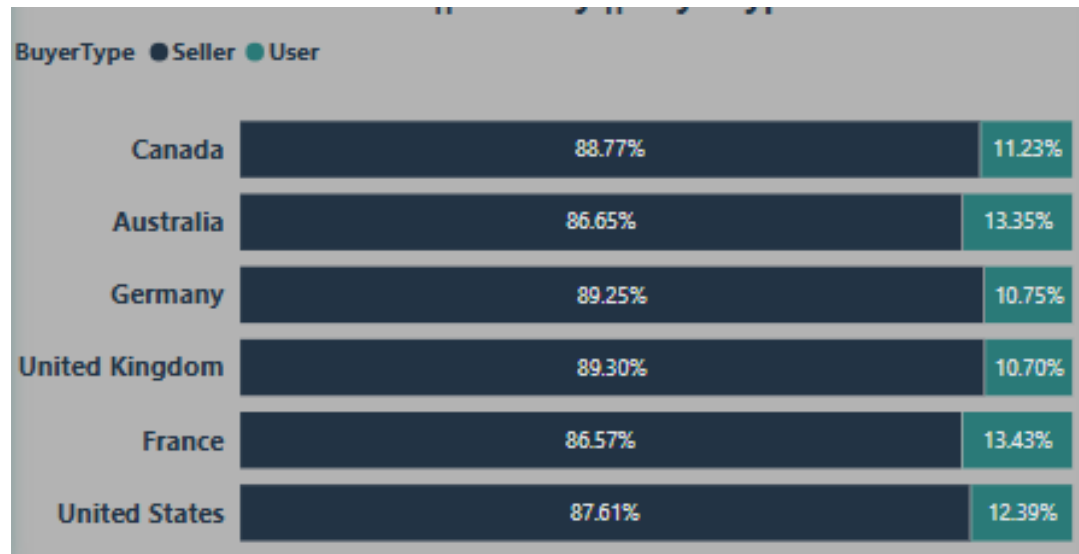 BuyerType Seller User
Canada 88.77% 11.23%
Australia 86.65% 13.35%
Germany 89.25% 10.75%
United Kingdom 89.30% 10.70%
France 86.57% 13.43%
United States 87.61% 12.39%